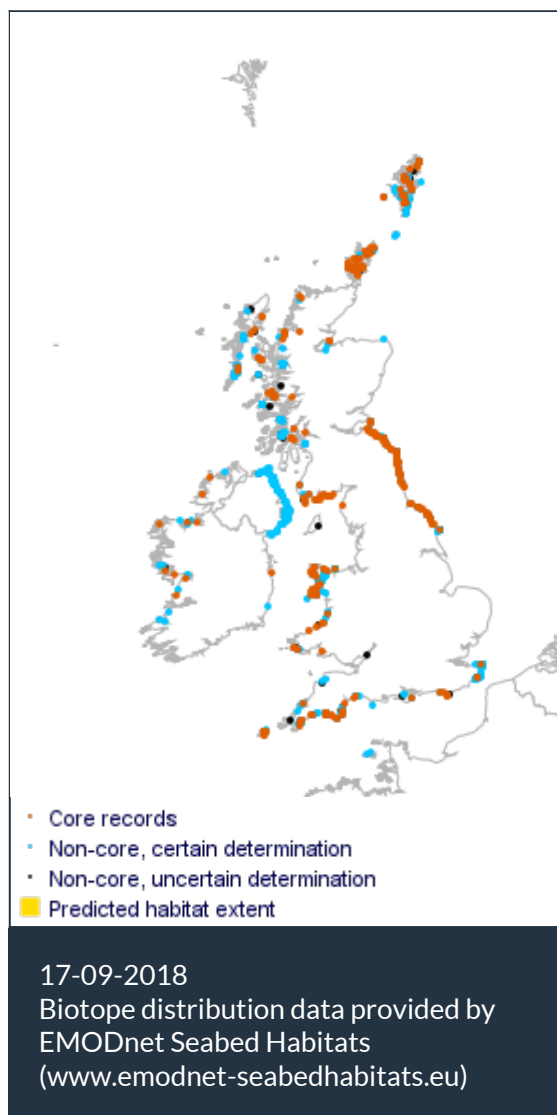 Core records
Non-core, certain determination
Non-core, uncertain determination
Predicted habitat extent
17-09-2018
Biotope distribution data provided by
EMODnet Seabed Habitats
(www.emodnet-seabedhabitats.eu)